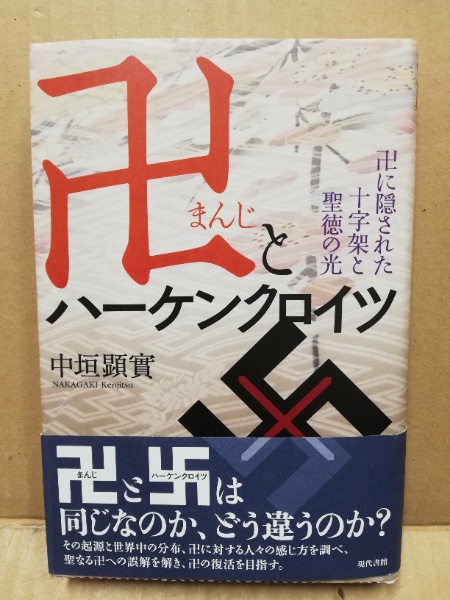 卍
まんじ
と
ハーケンクロイツ
卍に隠された
十字架と
聖徳の光
中垣顕實
NAKAGAKI Kenjitsu
卍と卐は
まんじ
ハーケンクロイツ
同じなのか、どう違うのか?
その起源と世界中の分布、卍に対する人々の感じ方を調べ、
聖なる卍への誤解を解き、卍の復活を目指す。
現代書館